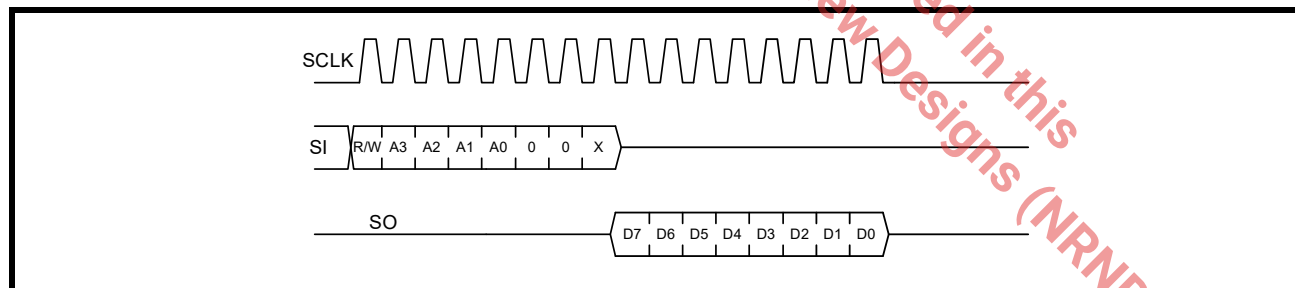 ed in this
ew Designs (NRN
SCLK
SI R/W A3 A2 A1 A0 0 0 X
SO
D7 D6 D5 D4 D3 D2 D1 D0